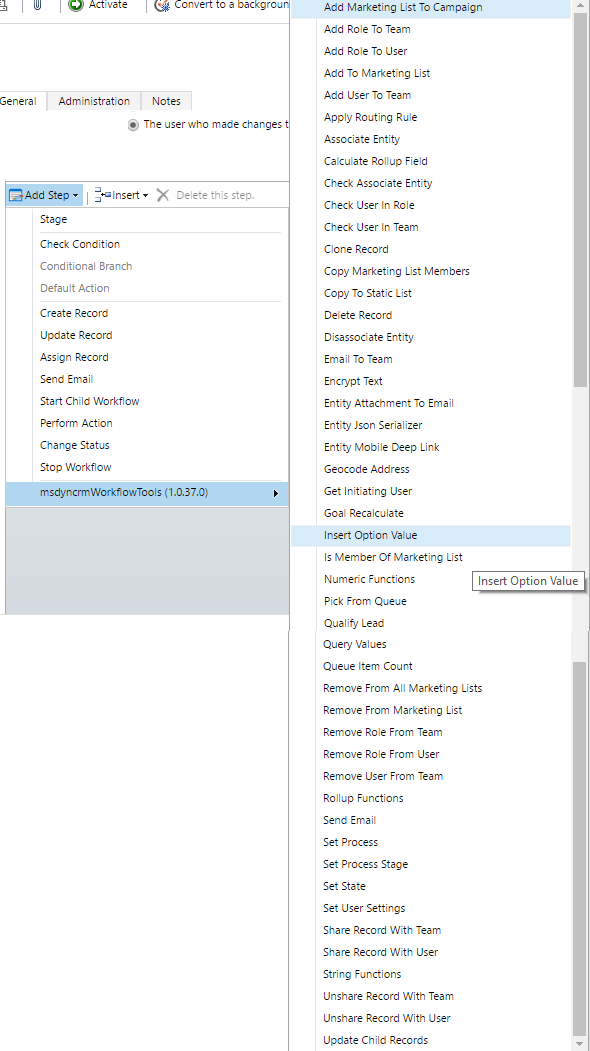 Activate
Convert to a backgroun
General
Administration
Notes
The user who made changes t
Add Step
Insert
Delete this step.
Stage
Check Condition
Conditional Branch
Default Action
Create Record
Update Record
Assign Record
Send Email
Start Child Workflow
Perform Action
Change Status
Stop Workflow
msdyncrmWorkflowTools (1.0.37.0)
Add Marketing List To Campaign
Add Role To Team
Add Role To User
Add To Marketing List
Add User To Team
Apply Routing Rule
Associate Entity
Calculate Rollup Field
Check Associate Entity
Check User In Role
Check User In Team
Clone Record
Copy Marketing List Members
Copy To Static List
Delete Record
Disassociate Entity
Email To Team
Encrypt Text
Entity Attachment To Email
Entity Json Serializer
Entity Mobile Deep Link
Geocode Address
Get Initiating User
Goal Recalculate
Insert Option Value
Is Member Of Marketing List
Numeric Functions
Insert Option Value
Pick From Queue
Qualify Lead
Query Values
Queue Item Count
Remove From All Marketing Lists
Remove From Marketing List
Remove Role From Team
Remove Role From User
Remove User From Team
Rollup Functions
Send Email
Set Process
Set Process Stage
Set State
Set User Settings
Share Record With Team
Share Record With User
String Functions
Unshare Record With Team
Unshare Record With User
Update Child Records